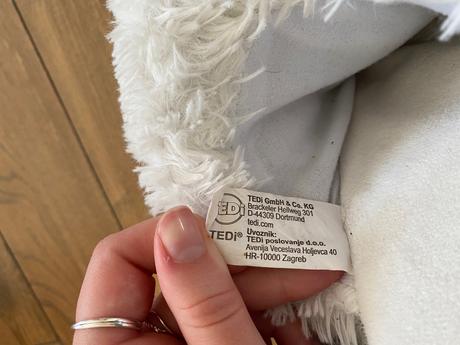 TEDi
TEDi®
TEDi GmbH & Co. KG
Brackeler Hellweg 301
D-44309 Dortmund
tedi.com
Uvoznik:
TEDi poslovanje d.o.o.
Avenija Veceslava Holjevca 40
HR-10000 Zagreb